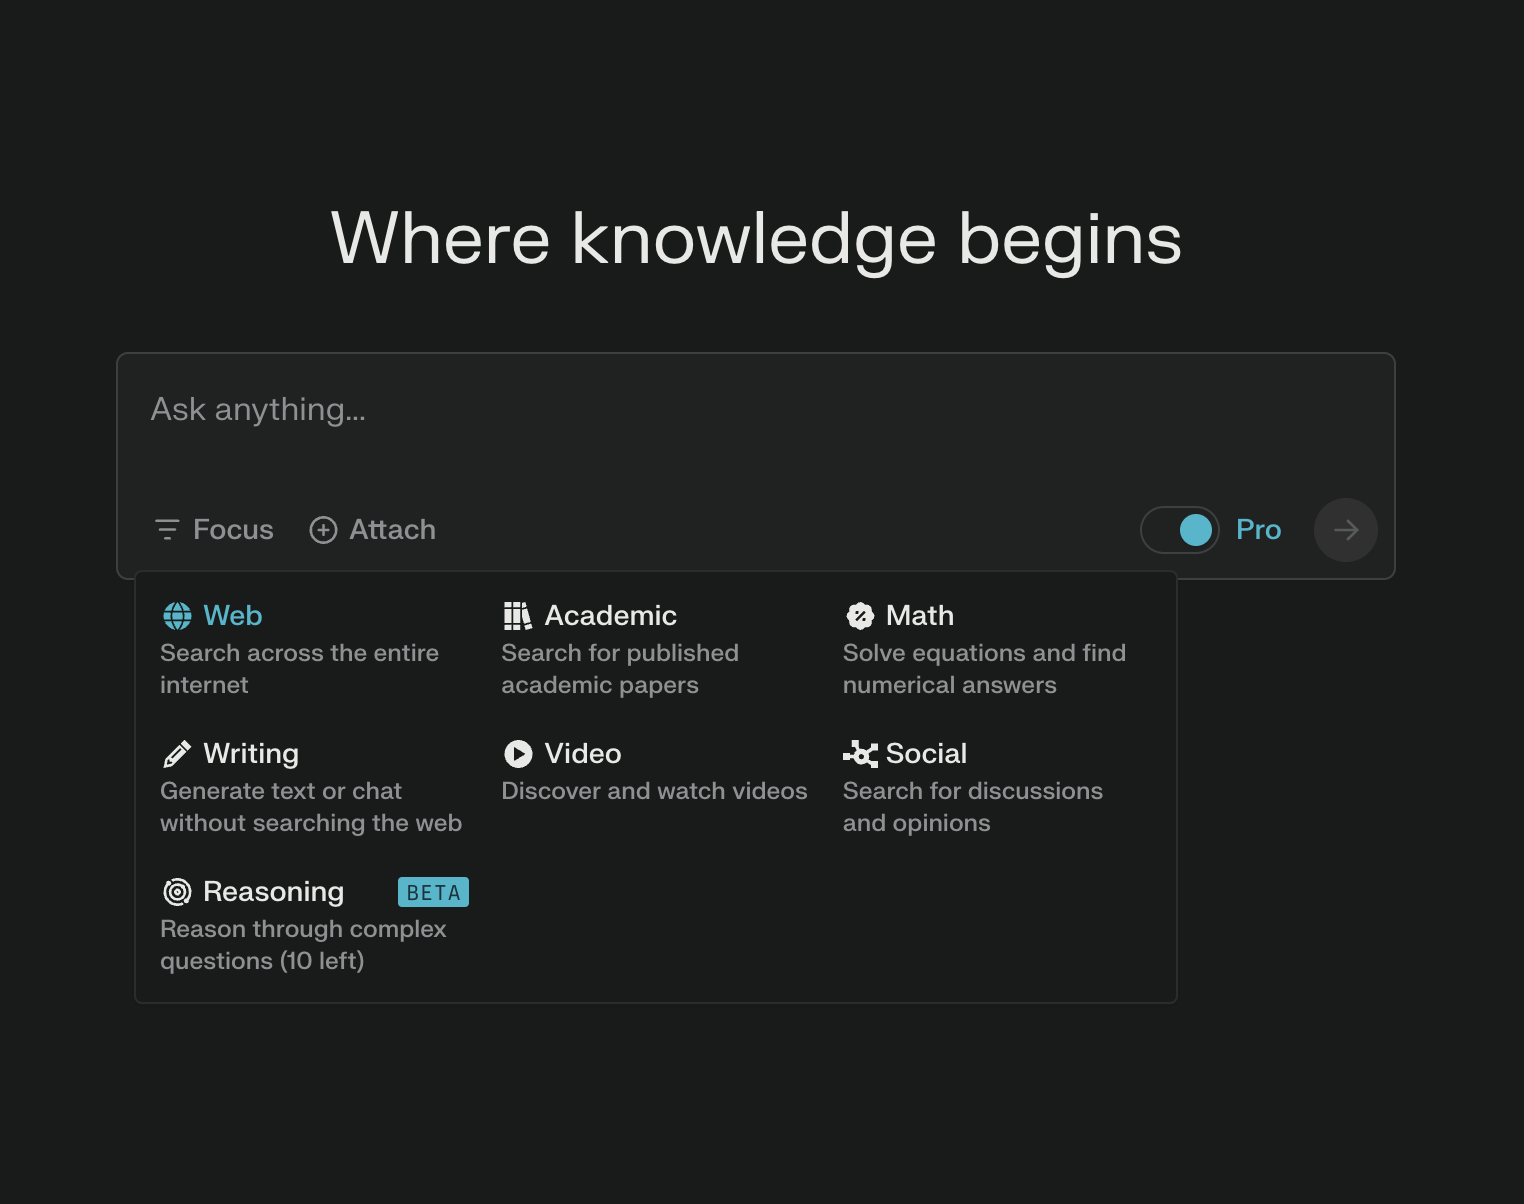 Where knowledge begins
Ask anything...
Focus
Attach
Pro
Web
Search across the entire
internet
Academic
Search for published
academic papers
Math
Solve equations and find
numerical answers
Writing
Generate text or chat
without searching the web
Video
Discover and watch videos
Social
Search for discussions
and opinions
Reasoning BETA
Reason through complex
questions (10 left)